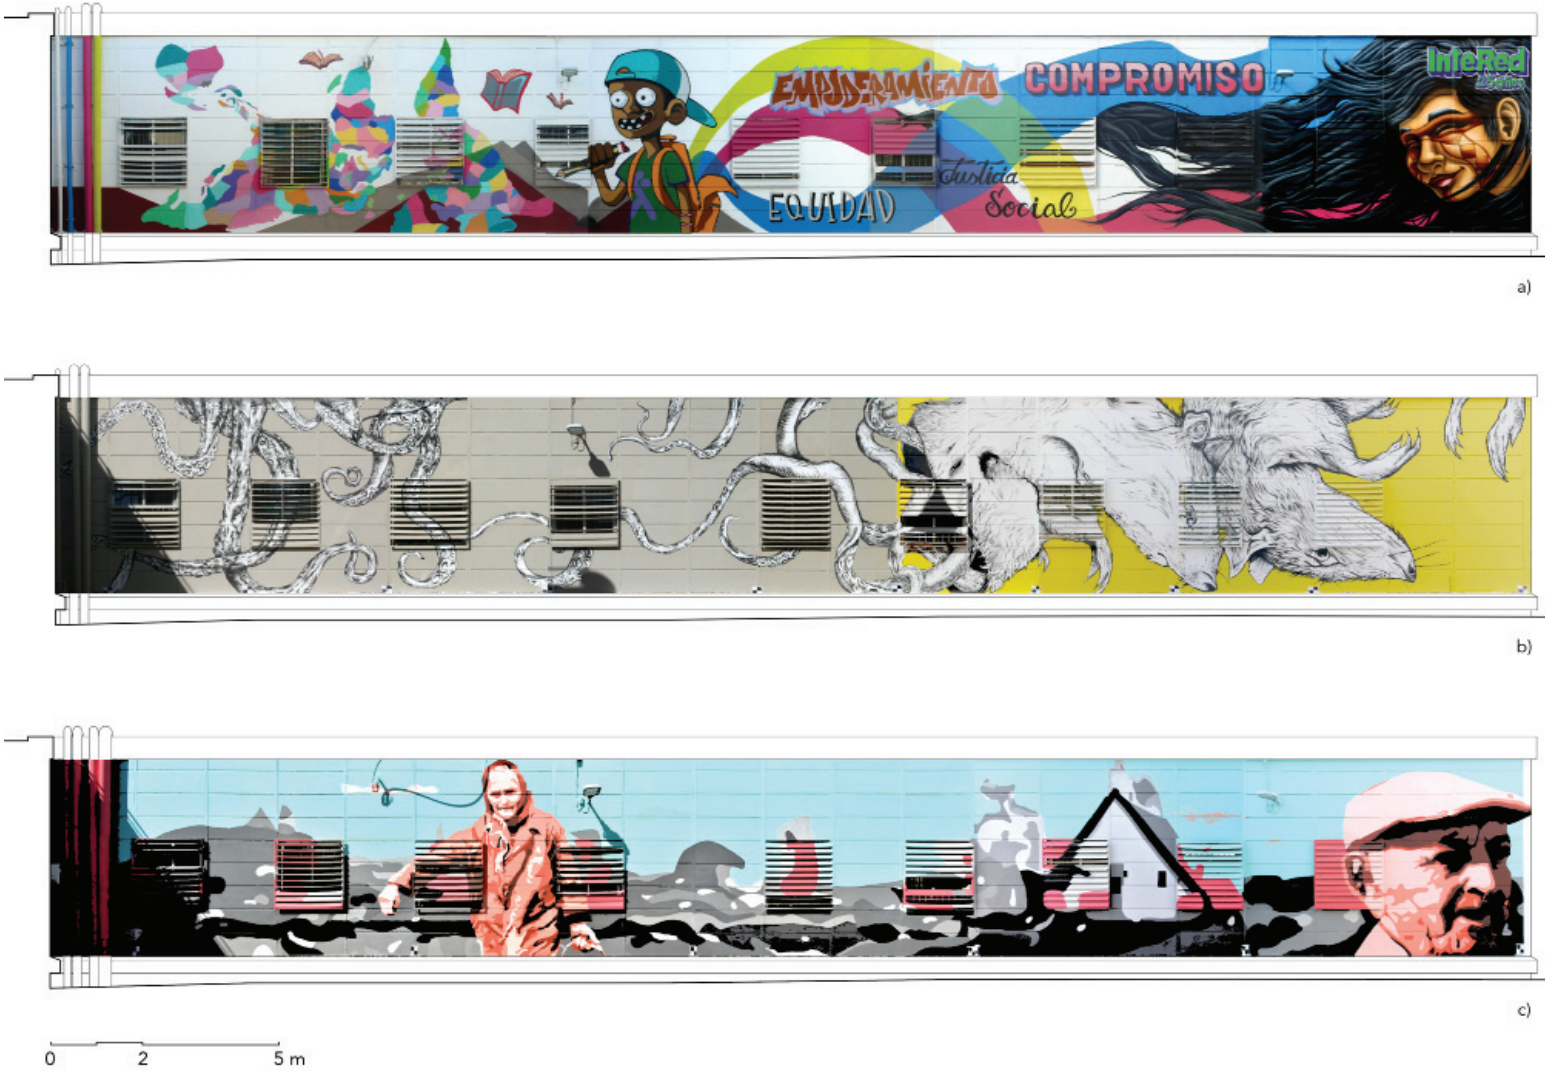 EMPODERAMIENTO
COMPROMISO
InteRed
EQUIDAD
Justicia
Social
a)
b)
c)
0 2 5 m